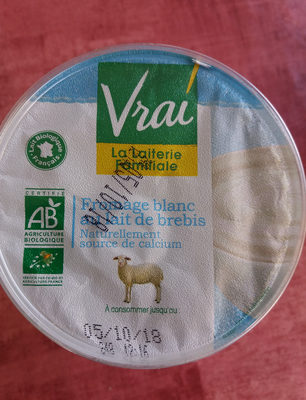 Vrai
La Laiterie
Familiale
Lait Biologique
Français
CERTIFIÉ
AB
AGRICULTURE
BIOLOGIQUE
Fromage blanc
au lait de brebis
Naturellement
source de calcium
À consommer jusqu'au
05/10/18